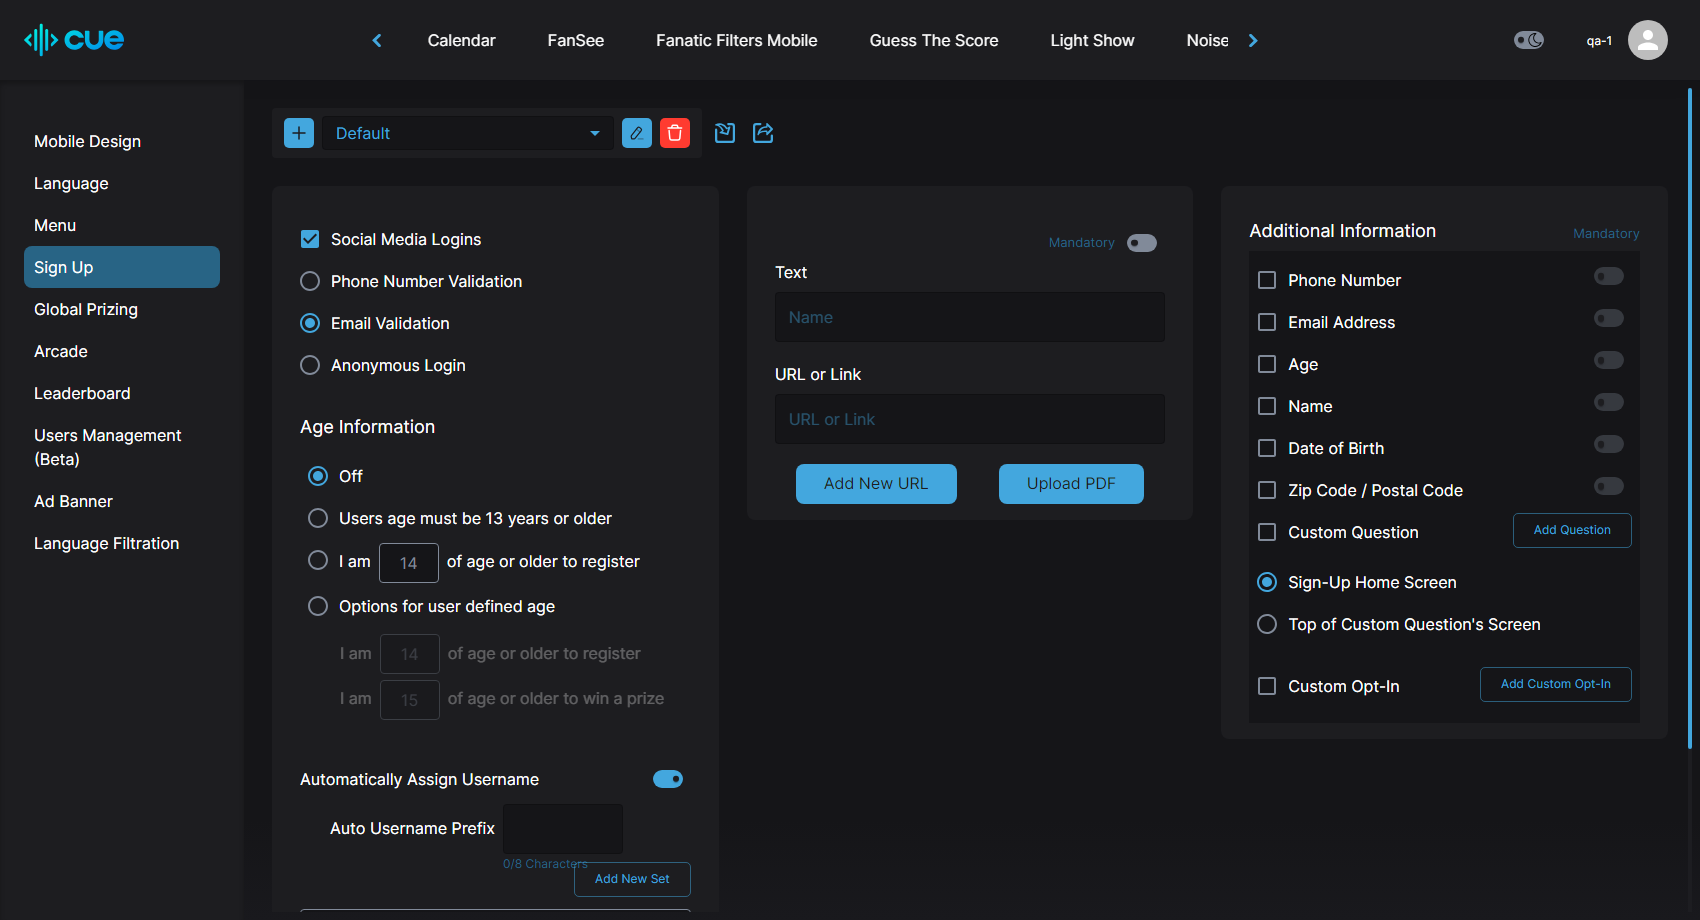 cue
Calendar
FanSee
Fanatic Filters Mobile
Guess The Score
Light Show
Noise
qa-1
Mobile Design
Language
Menu
Sign Up
Global Prizing
Arcade
Leaderboard
Users Management
(Beta)
Ad Banner
Language Filtration
Default
Social Media Logins
Phone Number Validation
Email Validation
Anonymous Login
Age Information
Off
Users age must be 13 years or older
I am 14 of age or older to register
Options for user defined age
I am 14 of age or older to register
I am 15 of age or older to win a prize
Automatically Assign Username
Auto Username Prefix
0/8 Characters
Add New Set
Mandatory
Text
Name
URL or Link
URL or Link
Add New URL
Upload PDF
Additional Information
Mandatory
Phone Number
Email Address
Age
Name
Date of Birth
Zip Code / Postal Code
Custom Question
Add Question
Sign-Up Home Screen
Top of Custom Question's Screen
Custom Opt-In
Add Custom Opt-In